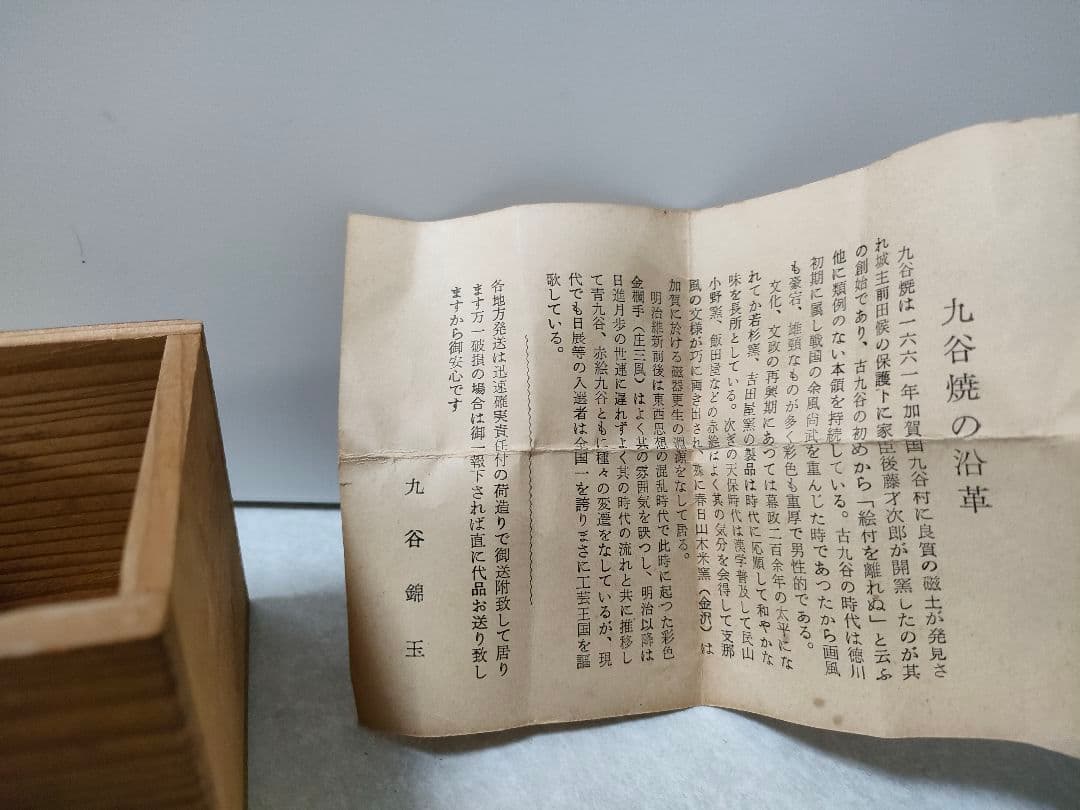 九谷焼の沿革
九谷焼は一六六一年加賀国九谷村に良質の磁土が発見さ
れ城主前田候の保護下に家臣後藤才次郎が開窯したのが其
の創始であり、古九谷の初めから「絵付を離れぬ」と云ふ
他に類例のない本領を持続している。古九谷の時代は徳川
初期に属し戦国の余風尚武を重んじた時であつたから画風
も豪宕、雄頸なものが多く彩色も重厚で男性的である。
文化、文政の再興期にあつては幕政二百余年の太平にな
れてか若杉窯、吉田屋窯の製品は時代に応順して和やかな
味を長所としている。次ぎの天保時代は漢学普及して民山
小野窯、飯田屋などの赤絵はよく其の気分を会得して支那
風の文様が巧に画き出され、殊に春日山木米窯(金沢)は
加賀に於ける磁器更生の淵源をなして居る。
明治維新前後は東西思想の混乱時代で此時に起つた彩色
金襴手(庄三風)はよく其の雰囲気を映つし、明治以降は
日進月歩の世運に遅れずよく其の時代の流れと共に推移し
て青九谷、赤絵九谷ともに種々の変遷をなしているが、現
代でも日展等の入選者は全国一を誇りまさに工芸王国を謳
歌している。
各地方発送は迅速確実責任付の荷造りで御送附致して居り
ます万一破損の場合は御一報下されば直に代品お送り致し
ますから御安心です
九谷錦玉